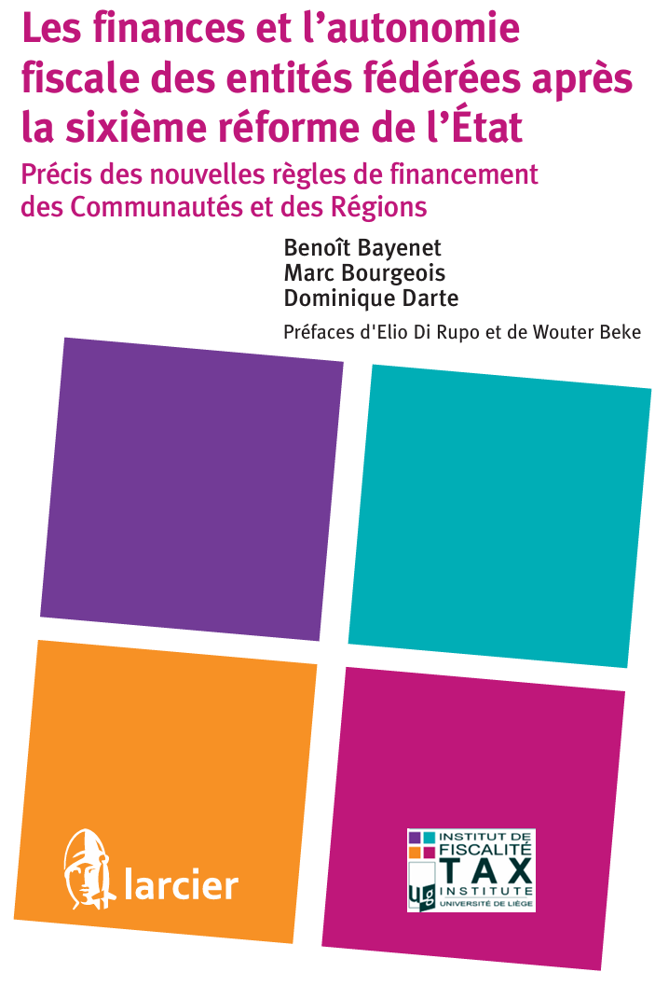 Les finances et l’autonomie
fiscale des entités fédérées après
la sixième réforme de l’État
Précis des nouvelles règles de financement
des Communautés et des Régions
Benoît Bayenet
Marc Bourgeois
Dominique Darte
Préfaces d'Elio Di Rupo et de Wouter Beke
larcier
INSTITUT DE
FISCALITÉ
TAX
INSTITUTE
ulg
UNIVERSITÉ DE LIÈGE